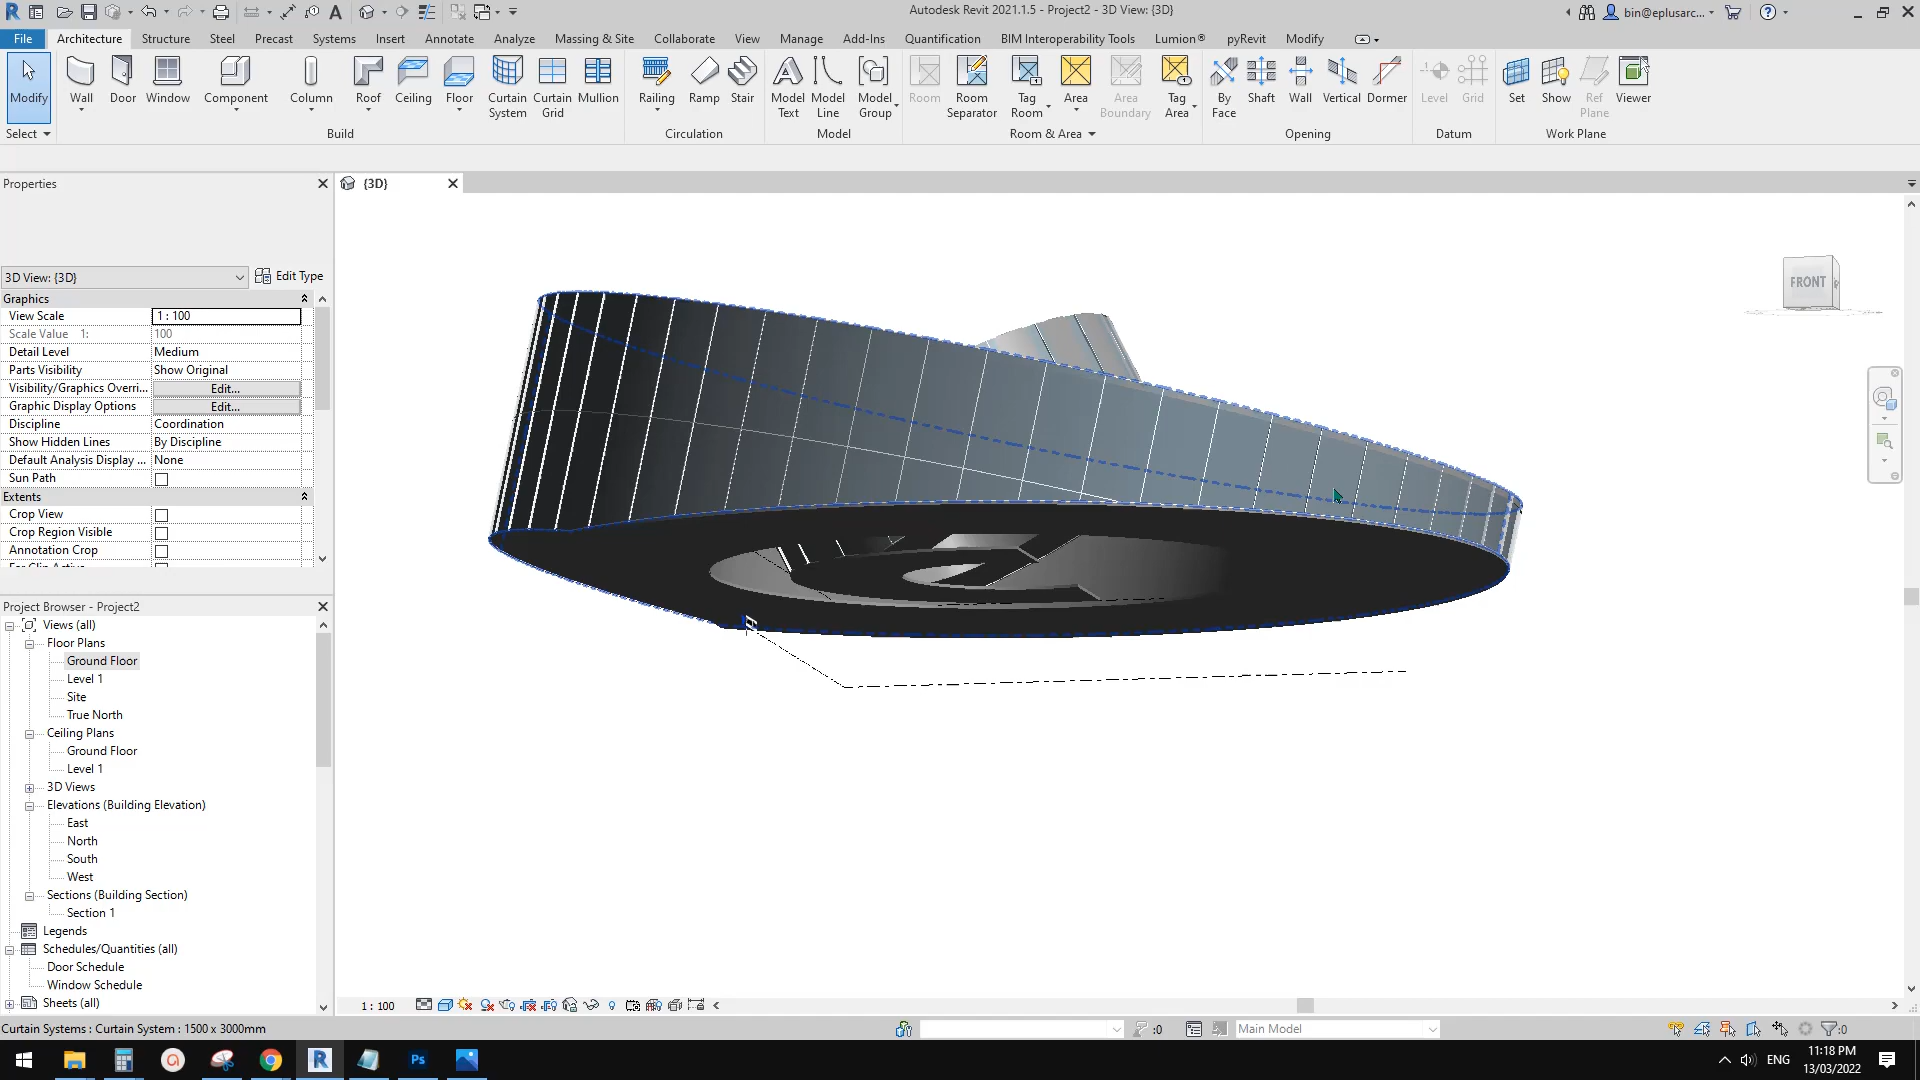 Autodesk Revit 2021.1.5 - Project2 - 3D View: {3D}
bin@eplusarc...
File Architecture Structure Steel Precast Systems Insert Annotate Analyze Massing & Site Collaborate View Manage Add-Ins Quantification BIM Interoperability Tools Lumion® pyRevit Modify
Modify Wall Door Window Component Column Roof Ceiling Floor Curtain System Curtain Grid Mullion Railing Ramp Stair Model Text Model Line Model Group Room Room Separator Tag Room Area Area Boundary Tag Area By Face Shaft Wall Vertical Dormer Level Grid Set Show Ref Plane Viewer
Select Build Circulation Model Room & Area Opening Datum Work Plane
Properties
{3D}
3D View: {3D}
Edit Type
Graphics
View Scale 1 : 100
Scale Value 1: 100
Detail Level Medium
Parts Visibility Show Original
Visibility/Graphics Overri... Edit...
Graphic Display Options Edit...
Discipline Coordination
Show Hidden Lines By Discipline
Default Analysis Display ... None
Sun Path
Extents
Crop View
Crop Region Visible
Annotation Crop
FRONT
Project Browser - Project2
Views (all)
Floor Plans
Ground Floor
Level 1
Site
True North
Ceiling Plans
Ground Floor
Level 1
3D Views
Elevations (Building Elevation)
East
North
South
West
Sections (Building Section)
Section 1
Legends
Schedules/Quantities (all)
Door Schedule
Window Schedule
Sheets (all)
1 : 100
Curtain Systems : Curtain System : 1500 x 3000mm
:0
Main Model
:0
Ps
ENG
11:18 PM
13/03/2022